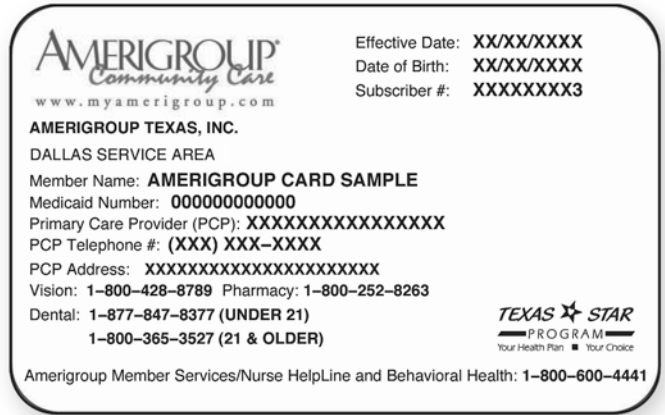 AMERIGROUP®
Community Care
www.myamerigroup.com
Effective Date: XX/XX/XXXX
Date of Birth: XX/XX/XXXX
Subscriber #: XXXXXXXX3
AMERIGROUP TEXAS, INC.
DALLAS SERVICE AREA
Member Name: AMERIGROUP CARD SAMPLE
Medicaid Number: 000000000000
Primary Care Provider (PCP): XXXXXXXXXXXXXXXX
PCP Telephone #: (XXX) XXX–XXXX
PCP Address: XXXXXXXXXXXXXXXXXXXXXX
Vision: 1–800–428–8789 Pharmacy: 1–800–252–8263
Dental: 1–877–847–8377 (UNDER 21)
1–800–365–3527 (21 & OLDER)
TEXAS STAR
PROGRAM
Your Health Plan ■ Your Choice
Amerigroup Member Services/Nurse HelpLine and Behavioral Health: 1–800–600–4441